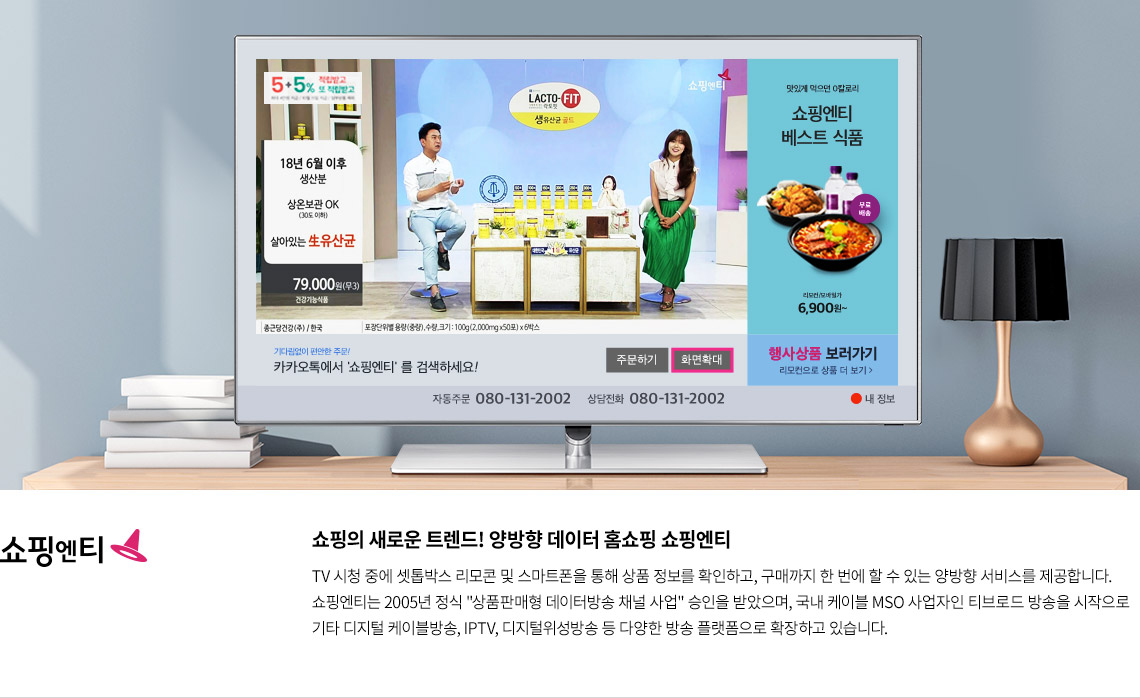 5+5% 적립받고
또 적립받고
쇼핑엔티
LACTO-FIT
락토핏
생유산균 골드
18년 6월 이후
생산분
상온보관 OK
(30도 이하)
살아있는 生유산균
79.000원(무3)
건강기능식품
대한민국 1등 유산균
종근당건강(주) / 한국
포장단위별 용량(중량),수량,크기 : 100g(2,000mg x50포) x 6박스
맛있게 먹으면 0칼로리
쇼핑엔티
베스트 식품
무료
배송
리모컨/모바일가
6,900원~
기다림없이 편안한 주문!
카카오톡에서 '쇼핑엔티' 를 검색하세요!
주문하기
화면확대
행사상품 보러가기
리모컨으로 상품 더 보기 >
자동주문 080-131-2002 상담전화 080-131-2002
내 정보
쇼핑엔티
쇼핑의 새로운 트렌드! 양방향 데이터 홈쇼핑 쇼핑엔티
TV 시청 중에 셋톱박스 리모콘 및 스마트폰을 통해 상품 정보를 확인하고, 구매까지 한 번에 할 수 있는 양방향 서비스를 제공합니다.
쇼핑엔티는 2005년 정식 "상품판매형 데이터방송 채널 사업" 승인을 받았으며, 국내 케이블 MSO 사업자인 티브로드 방송을 시작으로
기타 디지털 케이블방송, IPTV, 디지털위성방송 등 다양한 방송 플랫폼으로 확장하고 있습니다.